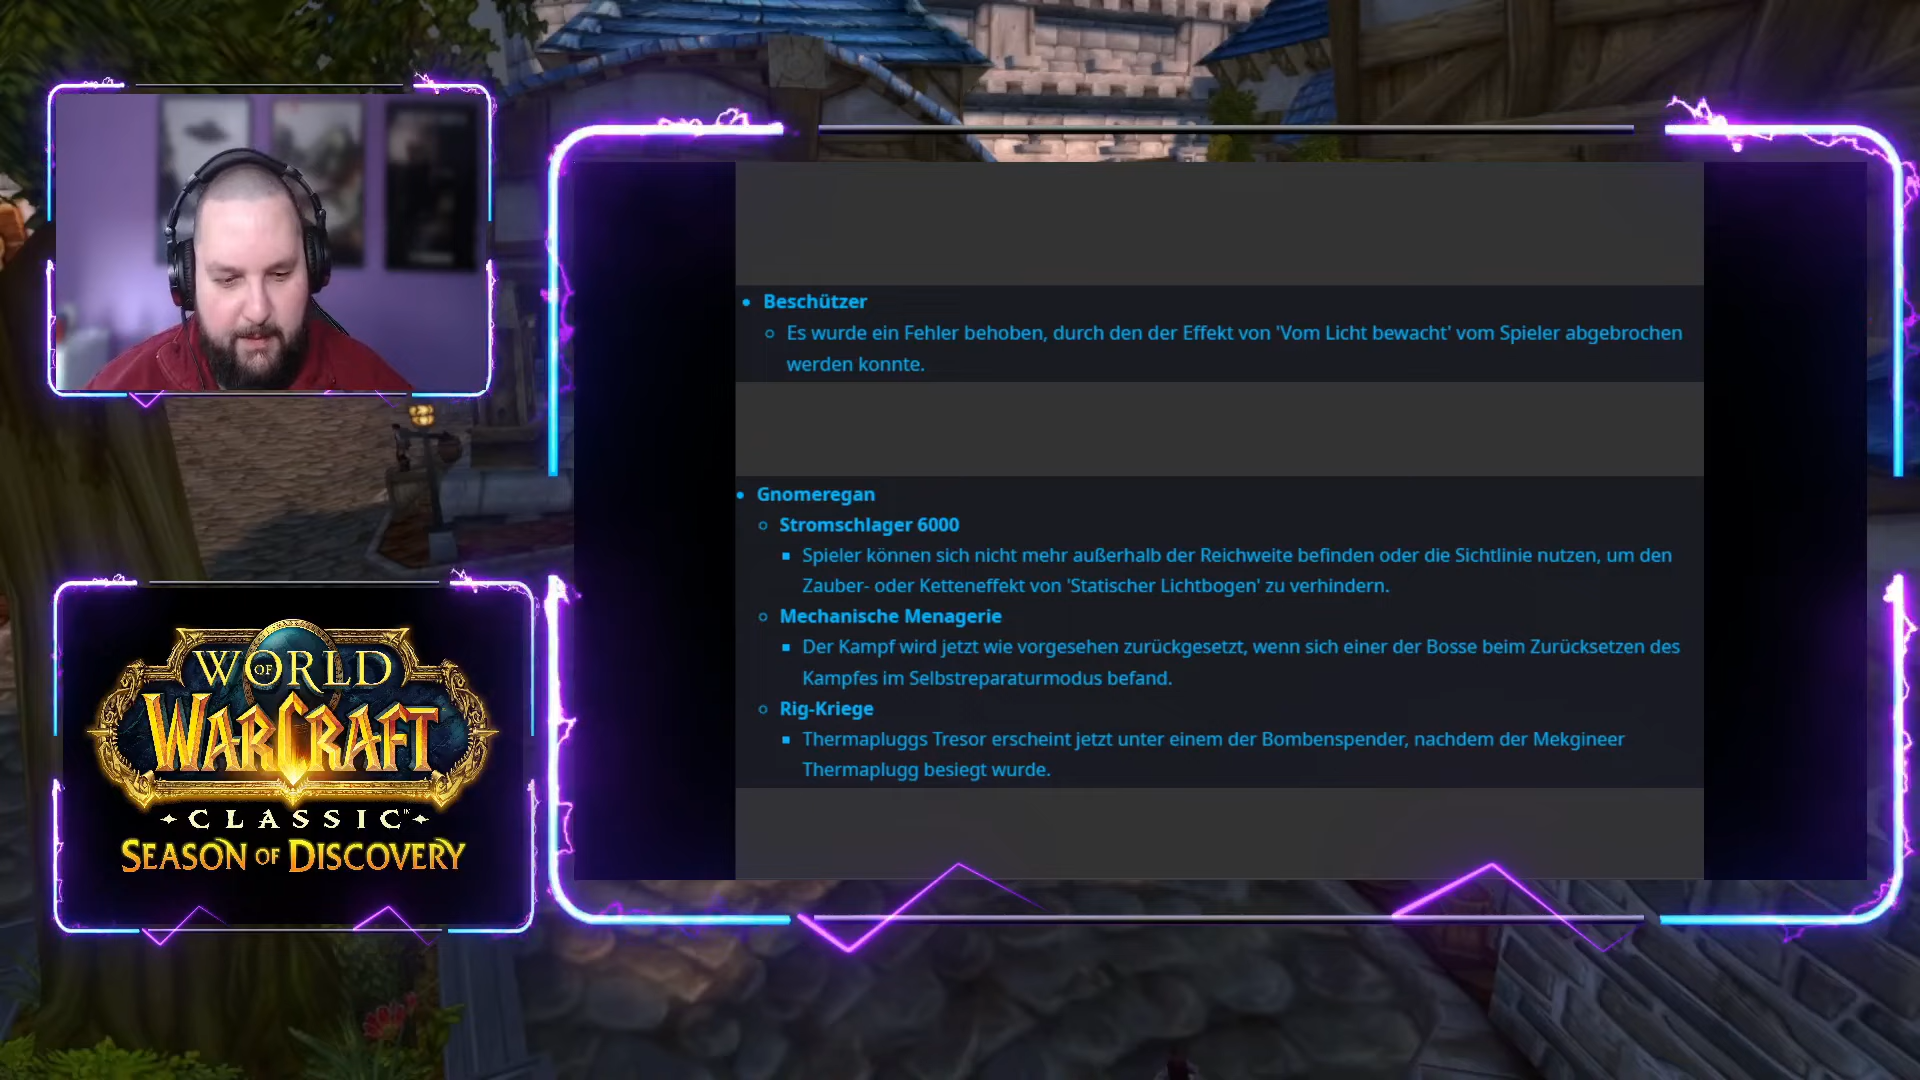 Beschützer
Es wurde ein Fehler behoben, durch den der Effekt von 'Vom Licht bewacht' vom Spieler abgebrochen
werden konnte.
Gnomeregan
Stromschlager 6000
Spieler können sich nicht mehr außerhalb der Reichweite befinden oder die Sichtlinie nutzen, um den
Zauber- oder Ketteneffekt von 'Statischer Lichtbogen' zu verhindern.
Mechanische Menagerie
Der Kampf wird jetzt wie vorgesehen zurückgesetzt, wenn sich einer der Bosse beim Zurücksetzen des
Kampfes im Selbstreparaturmodus befand.
Rig-Kriege
Thermapluggs Tresor erscheint jetzt unter einem der Bombenspender, nachdem der Mekgineer
Thermaplugg besiegt wurde.
WORLD
OF
WARCRAFT
CLASSIC
SEASON OF DISCOVERY